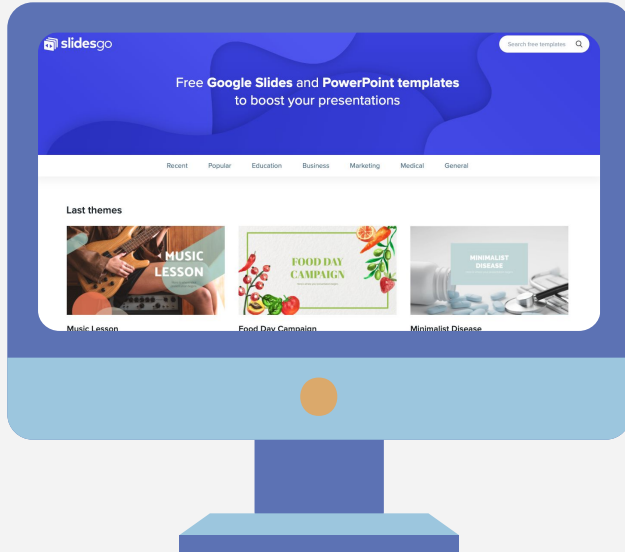 slidesgo
Search free templates
Free Google Slides and PowerPoint templates
to boost your presentations
Recent Popular Education Business Marketing Medical General
Last themes
MUSIC
LESSON
FOOD DAY
CAMPAIGN
MINIMALIST
DISEASE
Music Lesson Food Day Campaign Minimalist Disease